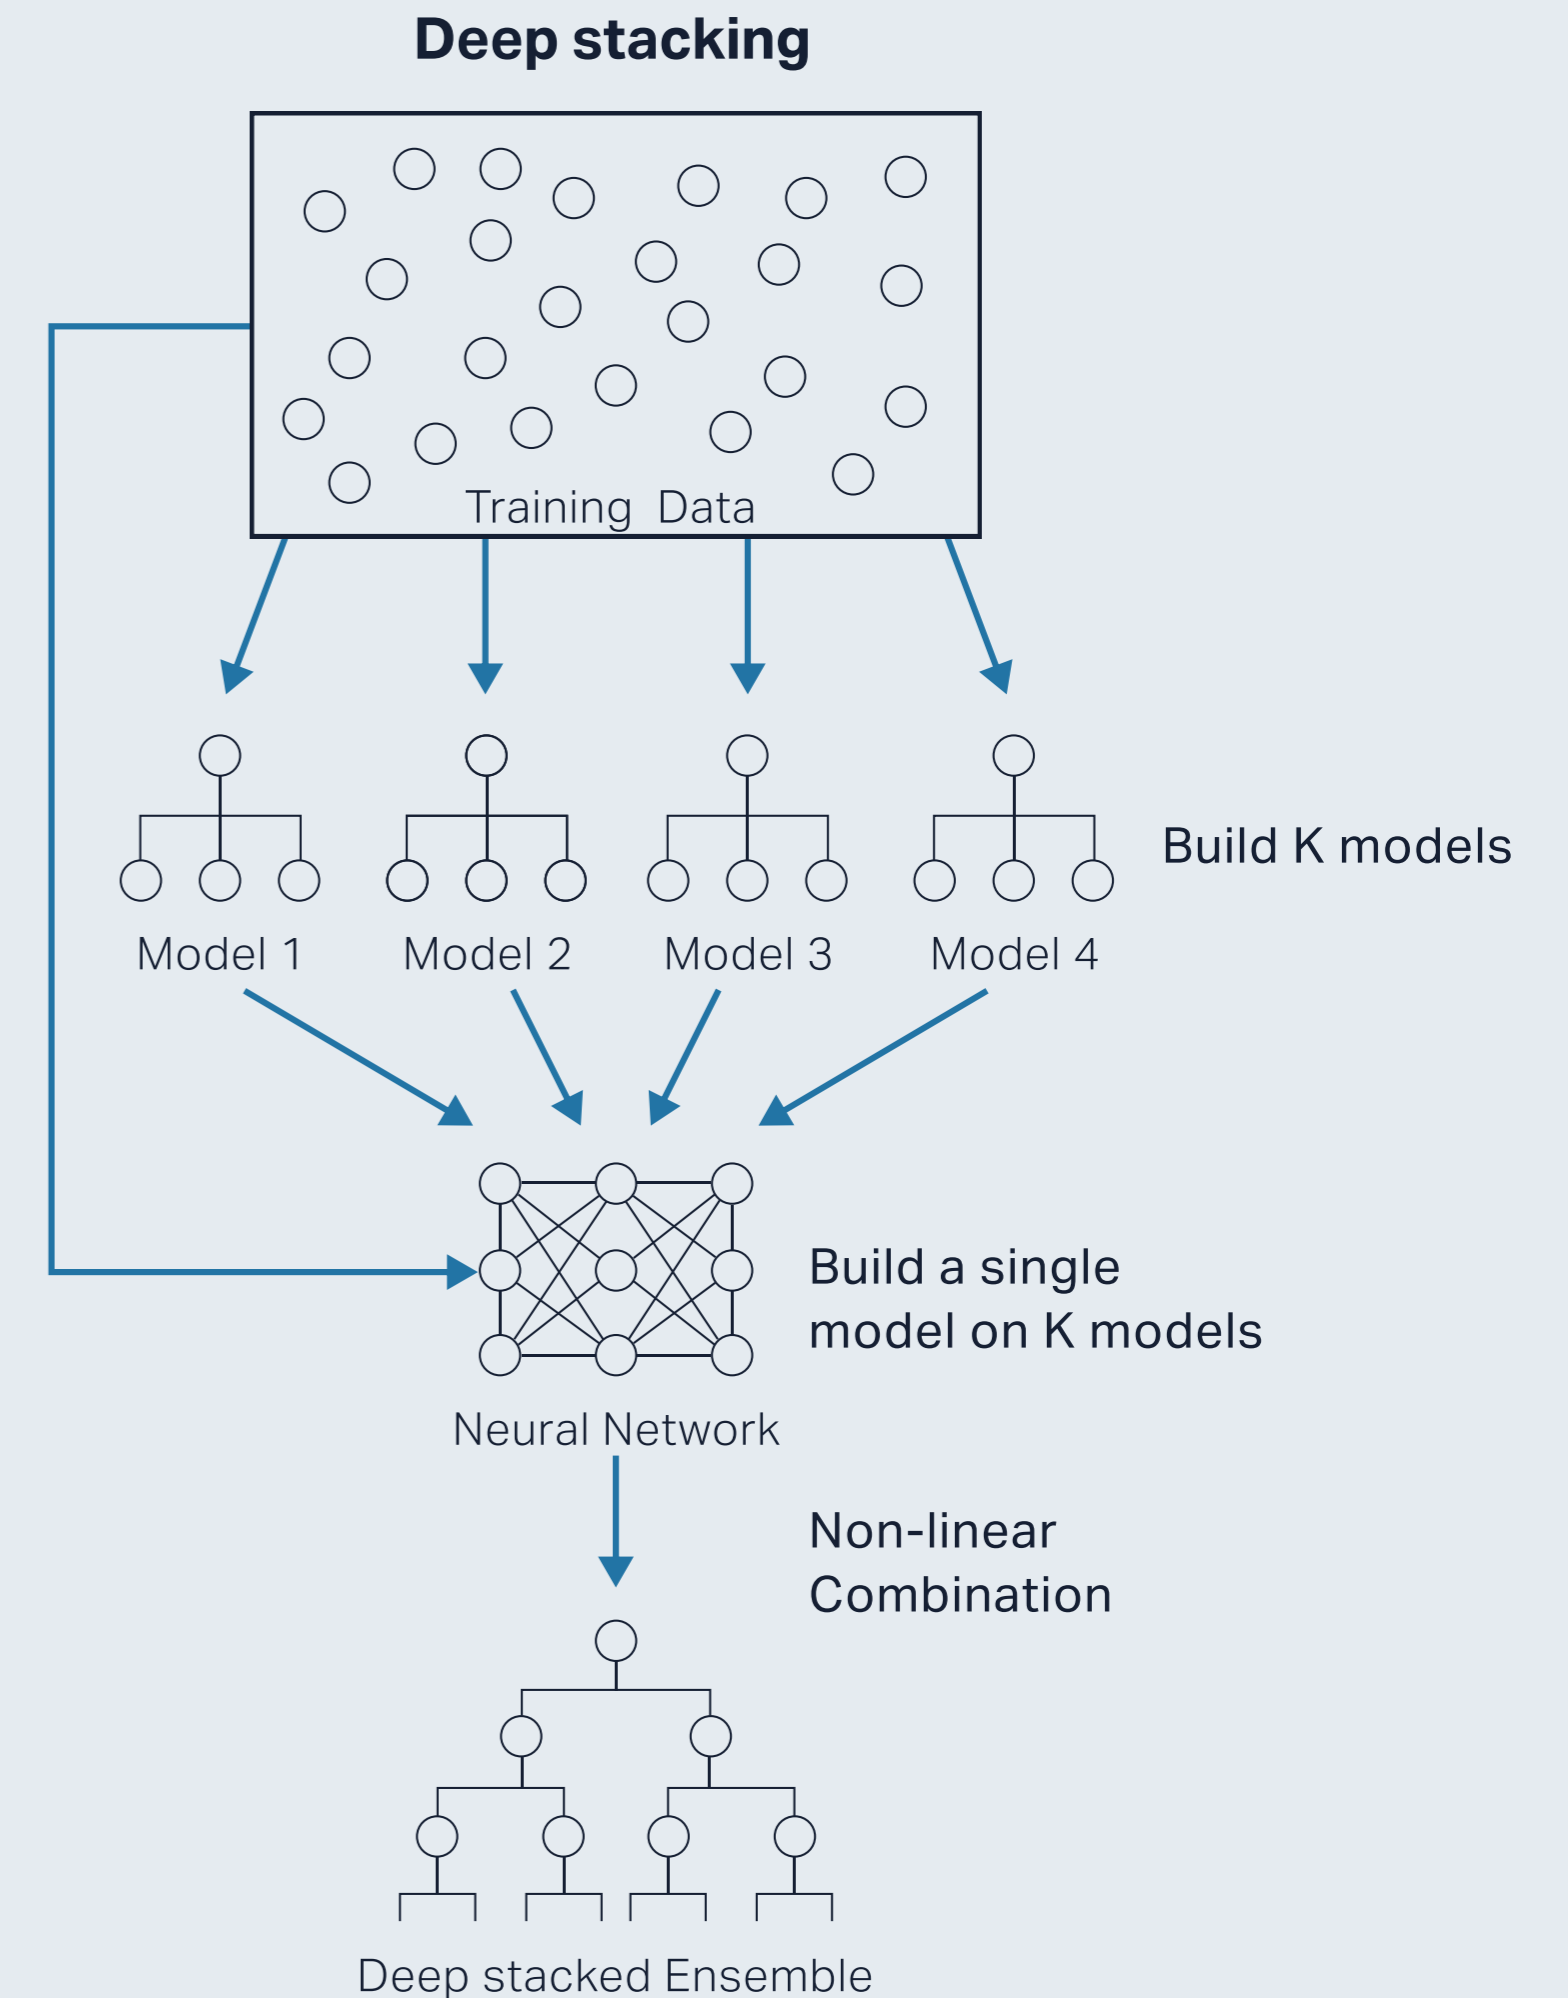 Deep stacking
Training Data
Build K models
Model 1
Model 2
Model 3
Model 4
Build a single
model on K models
Neural Network
Non-linear
Combination
Deep stacked Ensemble